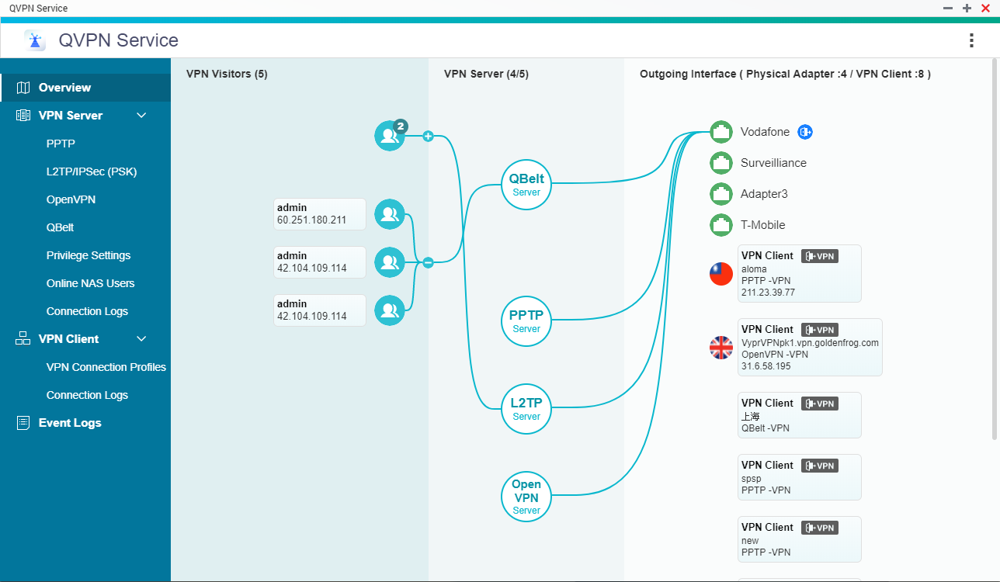 QVPN Service
QVPN Service
Overview
VPN Server
PPTP
L2TP/IPSec (PSK)
OpenVPN
QBelt
Privilege Settings
Online NAS Users
Connection Logs
VPN Client
VPN Connection Profiles
Connection Logs
Event Logs
VPN Visitors (5)
2
admin
60.251.180.211
admin
42.104.109.114
admin
42.104.109.114
VPN Server (4/5)
QBelt
Server
PPTP
Server
L2TP
Server
Open
VPN
Server
Outgoing Interface ( Physical Adapter :4 / VPN Client :8 )
Vodafone
Surveilliance
Adapter3
T-Mobile
VPN Client VPN
aloma
PPTP -VPN
211.23.39.77
VPN Client VPN
VyprVPNpk1.vpn.goldenfrog.com
OpenVPN -VPN
31.6.58.195
VPN Client VPN
上海
QBelt -VPN
VPN Client VPN
spsp
PPTP -VPN
VPN Client VPN
new
PPTP -VPN